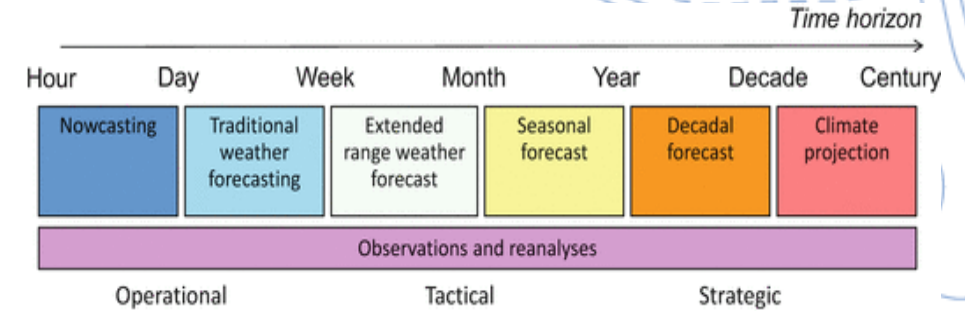 Time horizon
Hour Day Week Month Year Decade Century
Nowcasting
Traditional
weather
forecasting
Extended
range weather
forecast
Seasonal
forecast
Decadal
forecast
Climate
projection
Observations and reanalyses
Operational Tactical Strategic